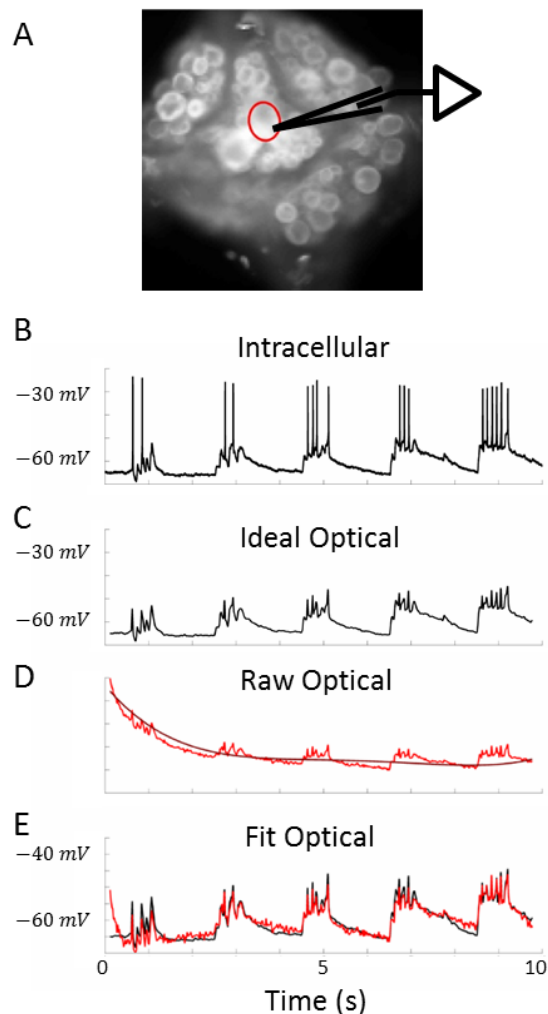 A
B
Intracellular
−30 mV
−60 mV
C
Ideal Optical
−30 mV
−60 mV
D
Raw Optical
E
Fit Optical
−40 mV
−60 mV
0 5 10
Time (s)